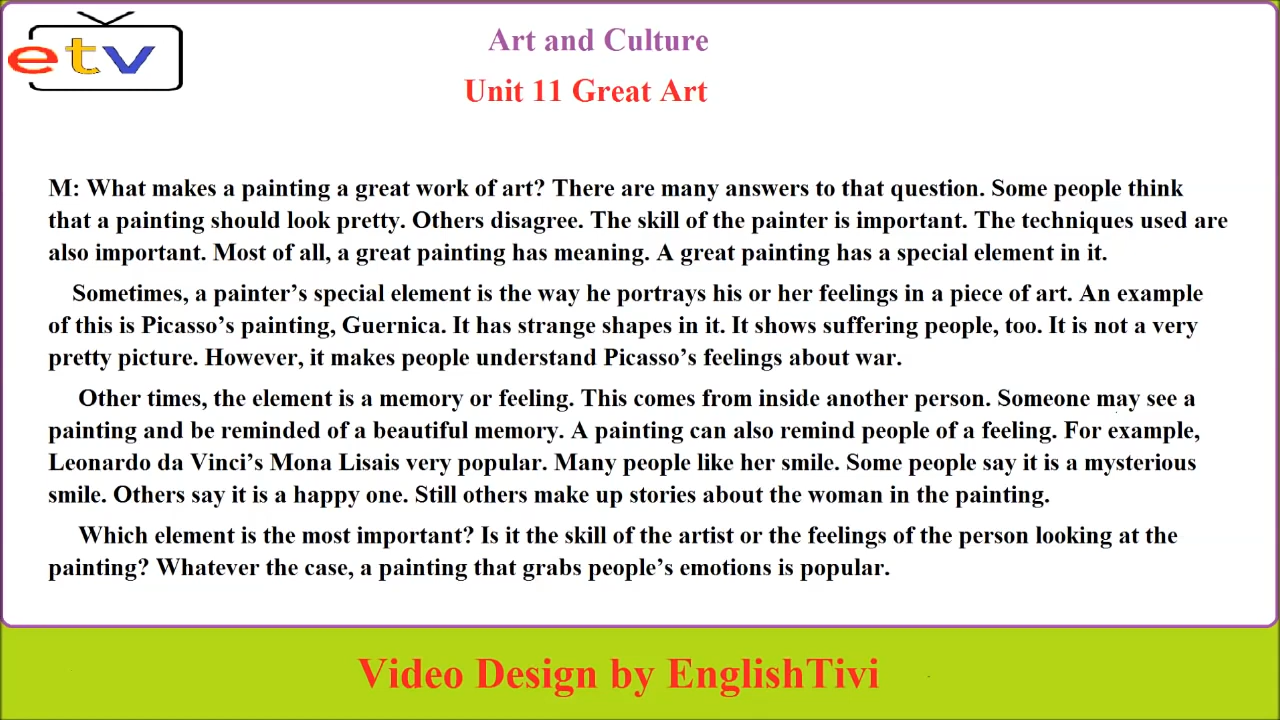 etv
Art and Culture
Unit 11 Great Art
M: What makes a painting a great work of art? There are many answers to that question. Some people think
that a painting should look pretty. Others disagree. The skill of the painter is important. The techniques used are
also important. Most of all, a great painting has meaning. A great painting has a special element in it.
Sometimes, a painter’s special element is the way he portrays his or her feelings in a piece of art. An example
of this is Picasso’s painting, Guernica. It has strange shapes in it. It shows suffering people, too. It is not a very
pretty picture. However, it makes people understand Picasso’s feelings about war.
Other times, the element is a memory or feeling. This comes from inside another person. Someone may see a
painting and be reminded of a beautiful memory. A painting can also remind people of a feeling. For example,
Leonardo da Vinci’s Mona Lisais very popular. Many people like her smile. Some people say it is a mysterious
smile. Others say it is a happy one. Still others make up stories about the woman in the painting.
Which element is the most important? Is it the skill of the artist or the feelings of the person looking at the
painting? Whatever the case, a painting that grabs people’s emotions is popular.
Video Design by EnglishTivi